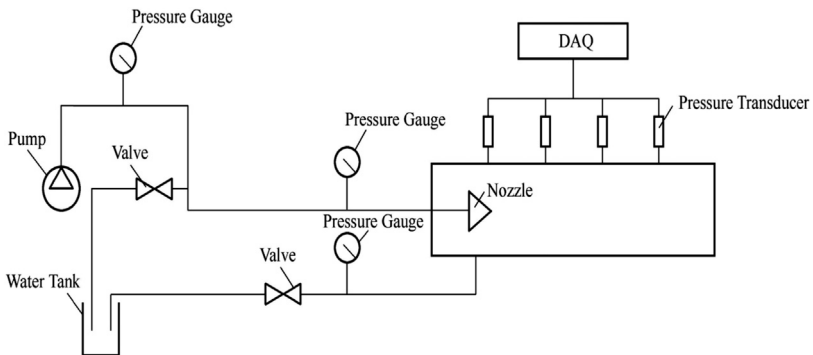 Pressure Gauge
DAQ
Pressure Transducer
Pressure Gauge
Pump
Valve
Nozzle
Pressure Gauge
Valve
Water Tank